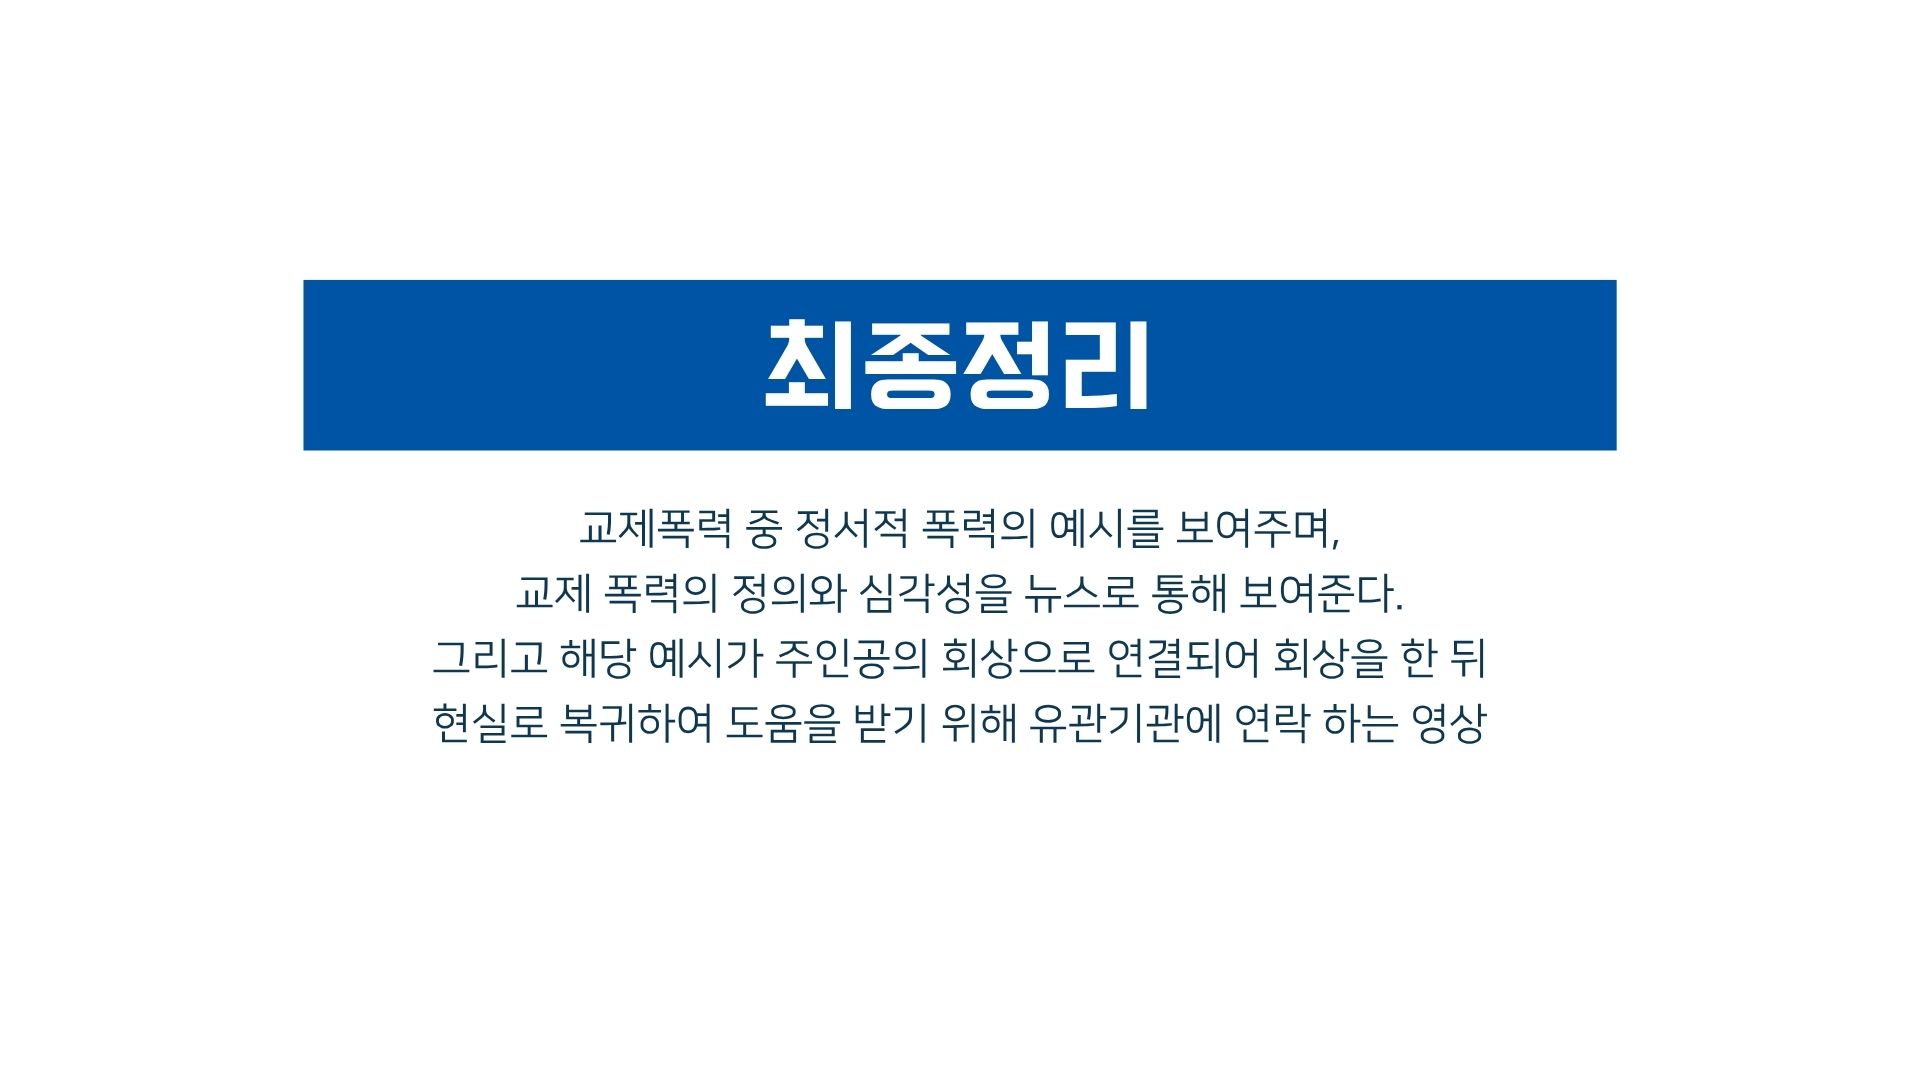 최종정리
교제폭력 중 정서적 폭력의 예시를 보여주며,
교제 폭력의 정의와 심각성을 뉴스로 통해 보여준다.
그리고 해당 예시가 주인공의 회상으로 연결되어 회상을 한 뒤
현실로 복귀하여 도움을 받기 위해 유관기관에 연락 하는 영상